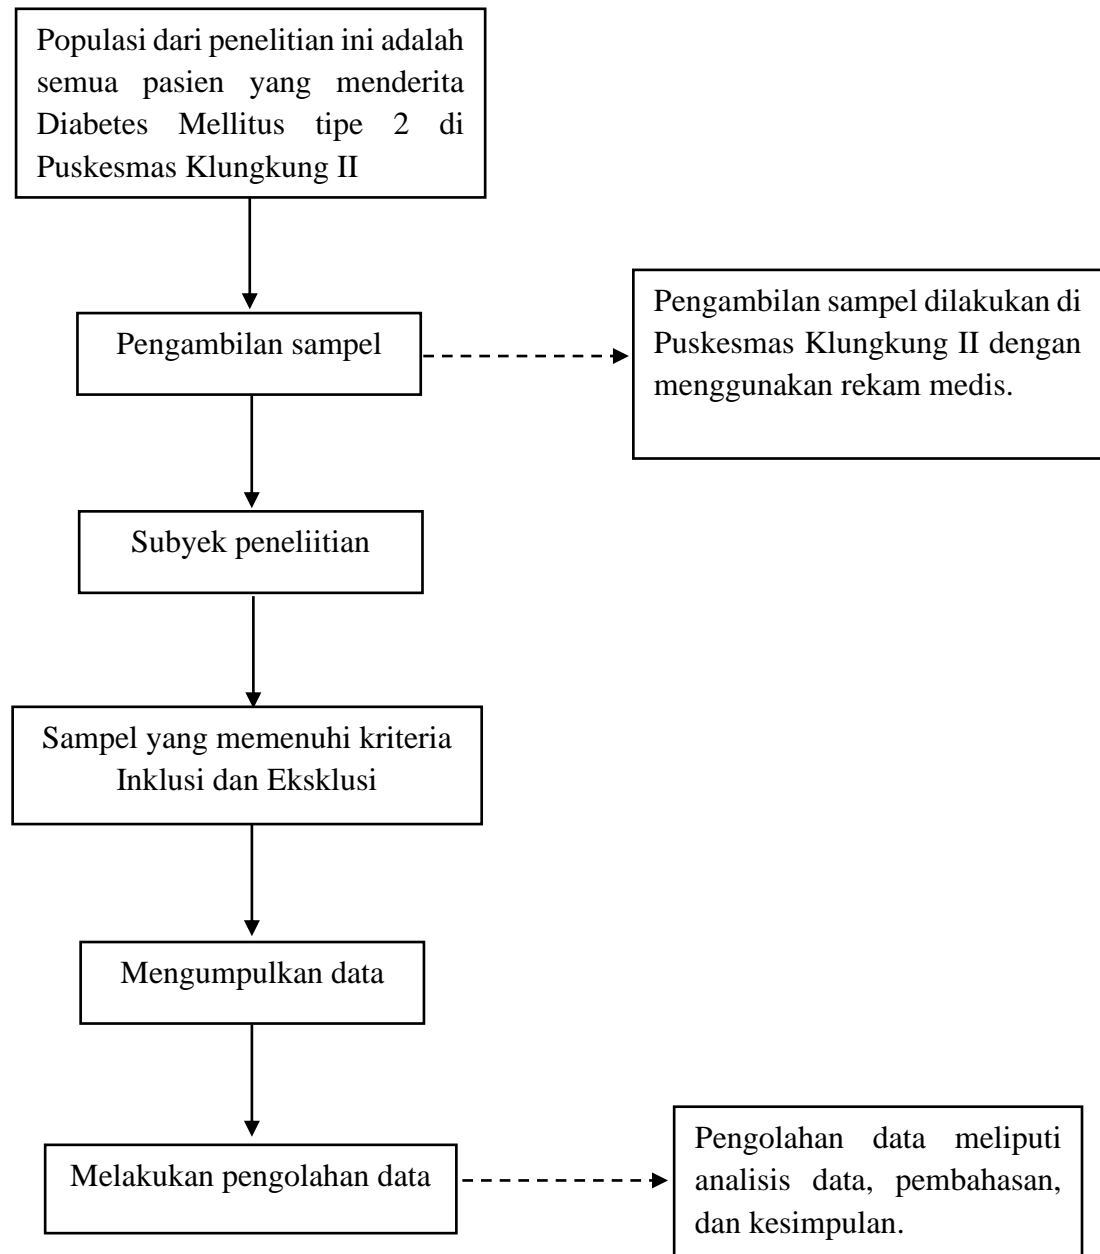 Populasi dari penelitian ini adalah
semua pasien yang menderita
Diabetes Mellitus tipe 2 di
Puskesmas Klungkung II
Pengambilan sampel
Pengambilan sampel dilakukan di
Puskesmas Klungkung II dengan
menggunakan rekam medis.
Subyek peneliitian
Sampel yang memenuhi kriteria
Inklusi dan Eksklusi
Mengumpulkan data
Melakukan pengolahan data
Pengolahan data meliputi
analisis data, pembahasan,
dan kesimpulan.